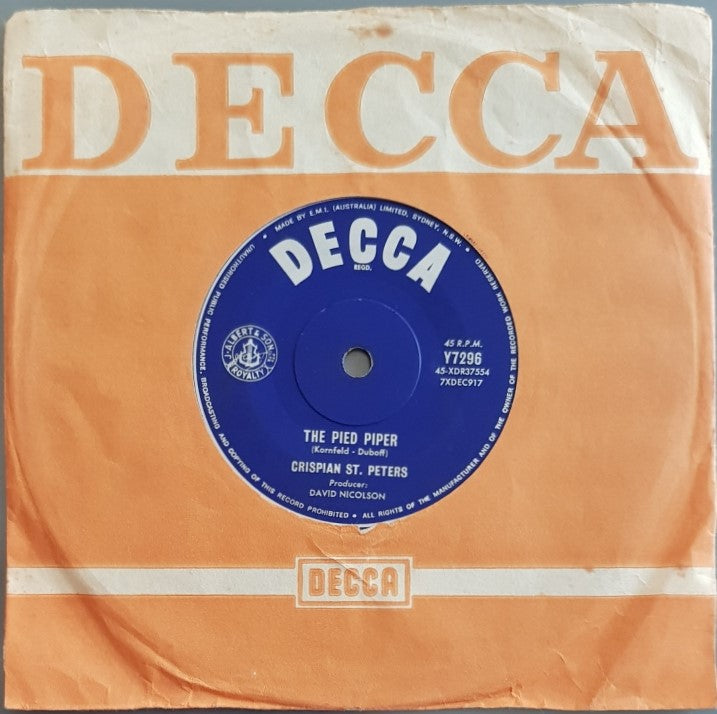 DECCA
MADE BY E.M.I. (AUSTRALIA) LIMITED, SYDNEY, N.S.W.
DECCA
REGD.
J. ALBERT & SON
ROYALTY
45 R.P.M.
Y7296
45-XDR37554
7XDEC917
THE PIED PIPER
(Kornfeld - Duboff)
CRISPIAN ST. PETERS
Producer:
DAVID NICOLSON
UNAUTHORISED PUBLIC PERFORMANCE, BROADCASTING AND COPYING OF THIS RECORD PROHIBITED • ALL RIGHTS OF THE MANUFACTURER AND OF THE OWNER OF THE RECORDED WORK RESERVED
DECCA